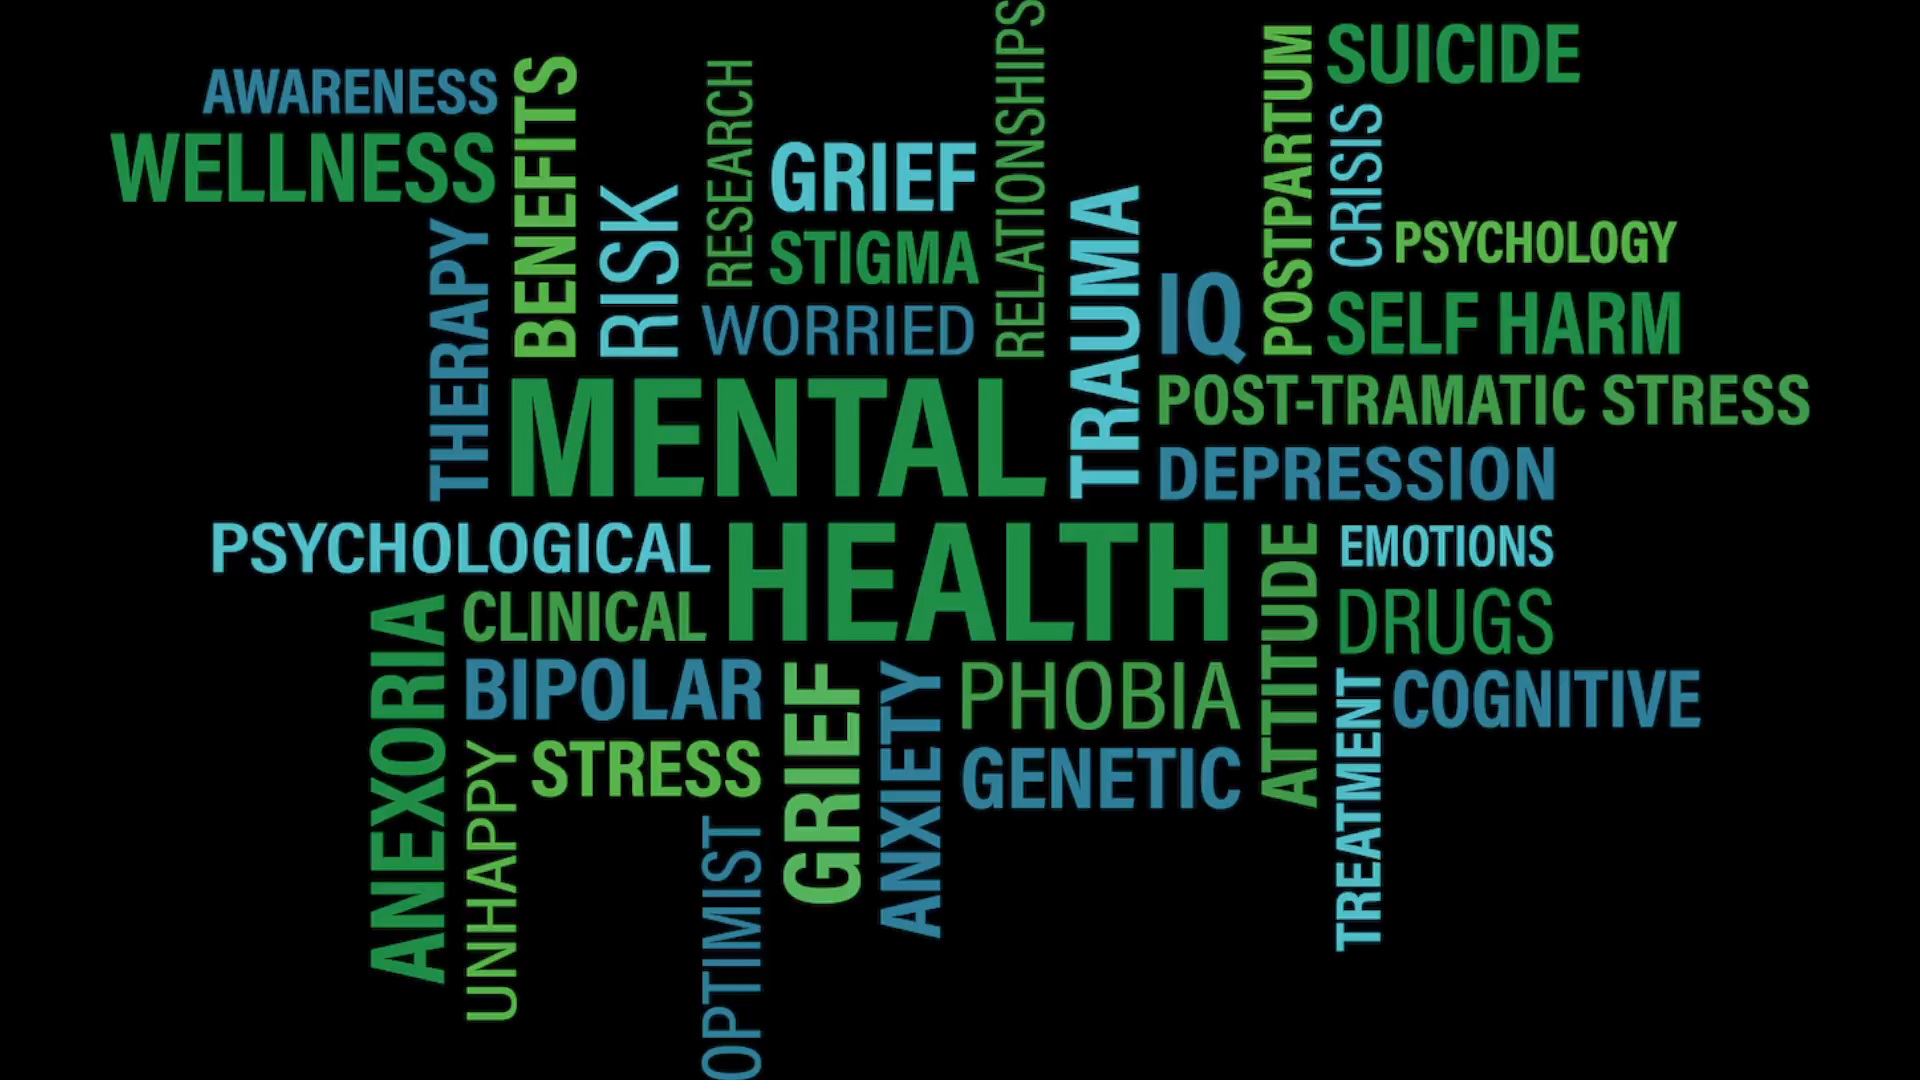 AWARENESS
WELLNESS
THERAPY
BENEFITS
RISK
RESEARCH
GRIEF
STIGMA
WORRIED
RELATIONSHIPS
TRAUMA
IQ
POSTPARTUM
SUICIDE
CRISIS
PSYCHOLOGY
SELF HARM
POST-TRAMATIC STRESS
DEPRESSION
MENTAL
HEALTH
PSYCHOLOGICAL
CLINICAL
ANEXORIA
BIPOLAR
UNHAPPY
STRESS
OPTIMIST
GRIEF
ANXIETY
PHOBIA
GENETIC
ATTITUDE
EMOTIONS
DRUGS
TREATMENT
COGNITIVE